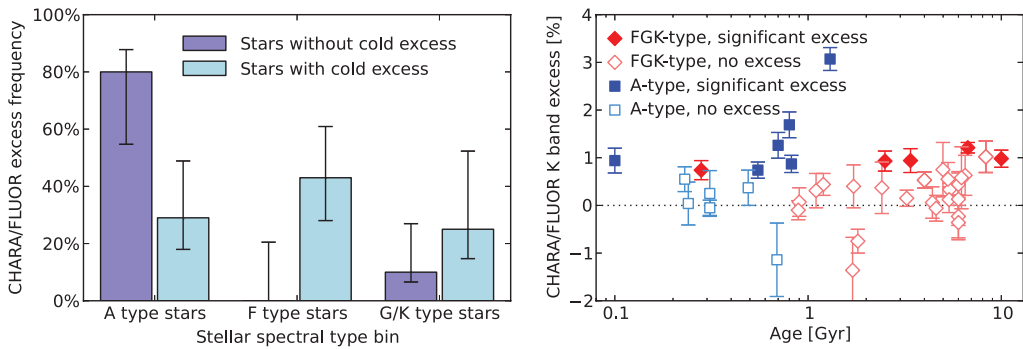 CHARA/FLUOR excess frequency
100%
80%
60%
40%
20%
0%
Stars without cold excess
Stars with cold excess
A type stars
F type stars
G/K type stars
Stellar spectral type bin
CHARA/FLUOR K band excess [%]
4
3
2
1
0
−1
−2
FGK-type, significant excess
FGK-type, no excess
A-type, significant excess
A-type, no excess
0.1
1
10
Age [Gyr]